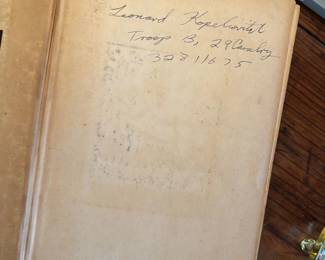 Leonard Kopelowitz
Troop B, 29 Cavalry
32811675